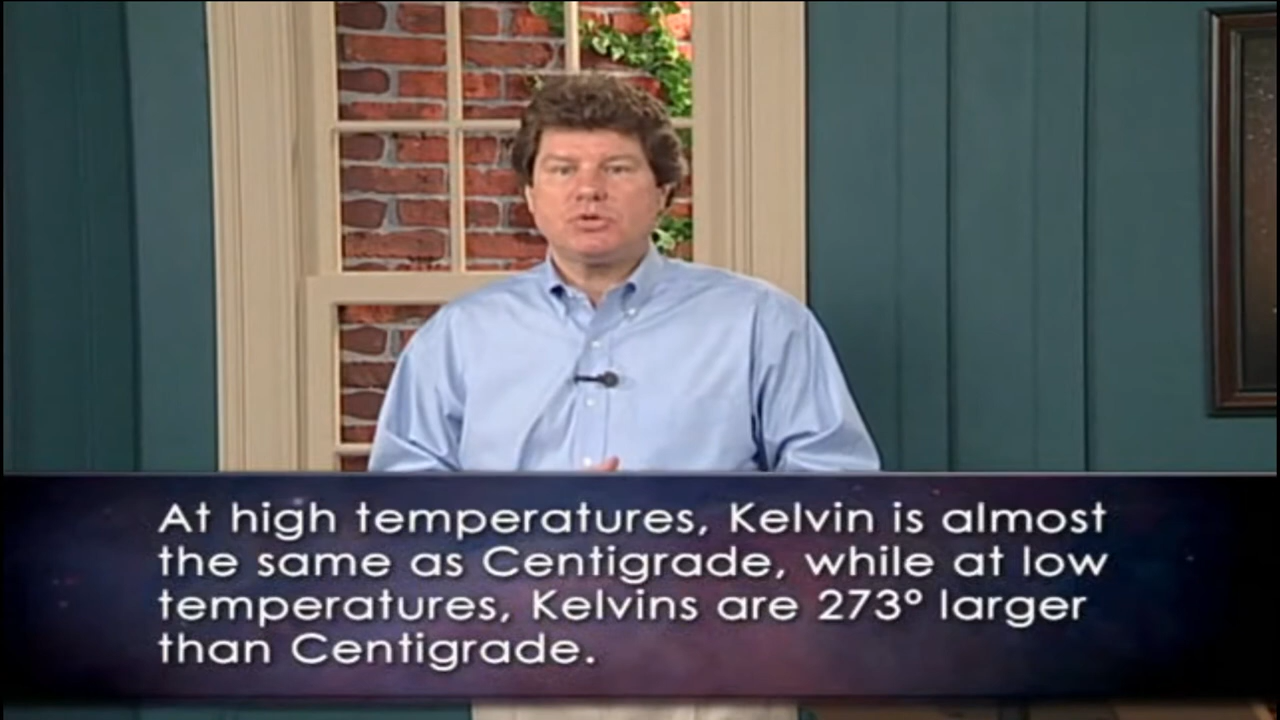 At high temperatures, Kelvin is almost
the same as Centigrade, while at low
temperatures, Kelvins are 273° larger
than Centigrade.